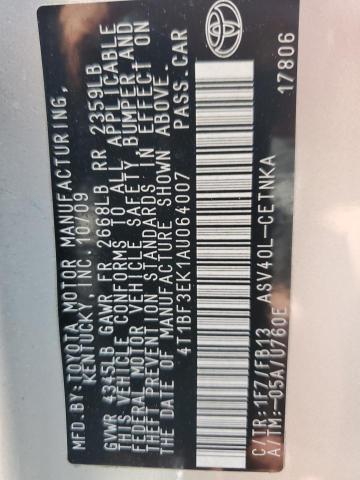 MFD.BY:TOYOTA MOTOR MANUFACTURING,
KENTUCKY, INC. 10/09
GVWR 4345LB GAWR FR 2668LB RR 2359LB
THIS VEHICLE CONFORMS TO ALL APPLICABLE
FEDERAL MOTOR VEHICLE SAFETY, BUMPER, AND
THEFT PREVENTION STANDARDS IN EFFECT ON
THE DATE OF MANUFACTURE SHOWN ABOVE.
4T1BF3EK1AU064007 PASS.CAR
C/TR:1F7/FB13 ASV40L-CETNKA
A/TM:-05A/U760E 17806